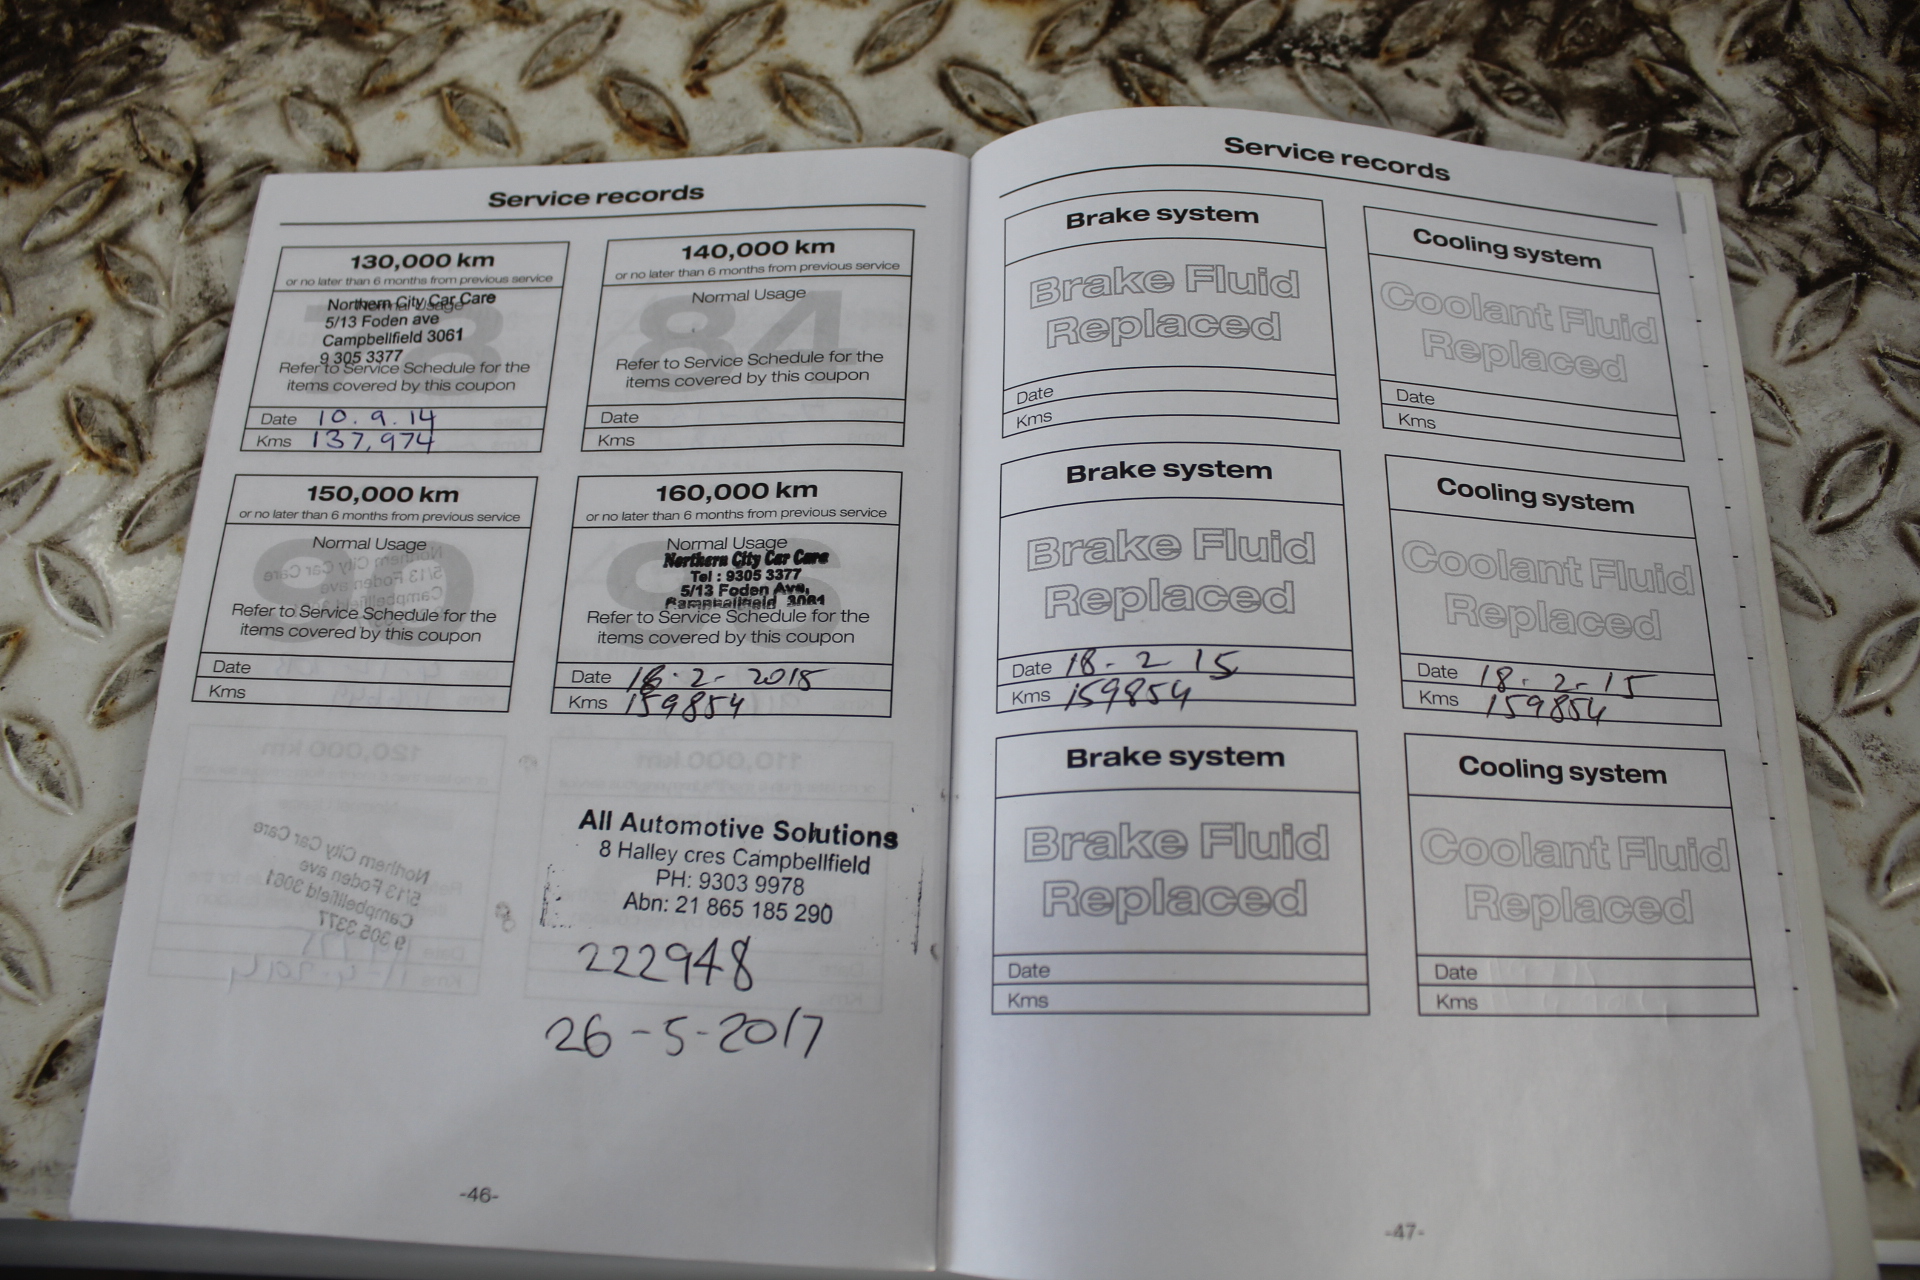 Service records
130,000 km
or no later than 6 months from previous service
Normal Usage
Northern City Car Care
5/13 Foden ave
Campbellfield 3061
9 305 3377
Refer to Service Schedule for the
items covered by this coupon
78
Date 10.9.14
Kms 137,974
140,000 km
or no later than 6 months from previous service
Normal Usage
84
Refer to Service Schedule for the
items covered by this coupon
Date
Kms
150,000 km
or no later than 6 months from previous service
Normal Usage
90
Refer to Service Schedule for the
items covered by this coupon
Date
Kms
160,000 km
or no later than 6 months from previous service
Normal Usage
96
Northern City Car Care
Tel : 9305 3377
5/13 Foden Ave,
Campbellfield 3061
Refer to Service Schedule for the
items covered by this coupon
Date 18.2-2015
Kms 159854
All Automotive Solutions
8 Halley cres Campbellfield
PH: 9303 9978
Abn: 21 865 185 290
222948
26-5-2017
-46-
Service records
Brake system
Brake Fluid
Replaced
Date
Kms
Cooling system
Coolant Fluid
Replaced
Date
Kms
Brake system
Brake Fluid
Replaced
Date 18-2 15
Kms 159854
Cooling system
Coolant Fluid
Replaced
Date 18.2-15
Kms 159854
Brake system
Brake Fluid
Replaced
Date
Kms
Cooling system
Coolant Fluid
Replaced
Date
Kms
-47-